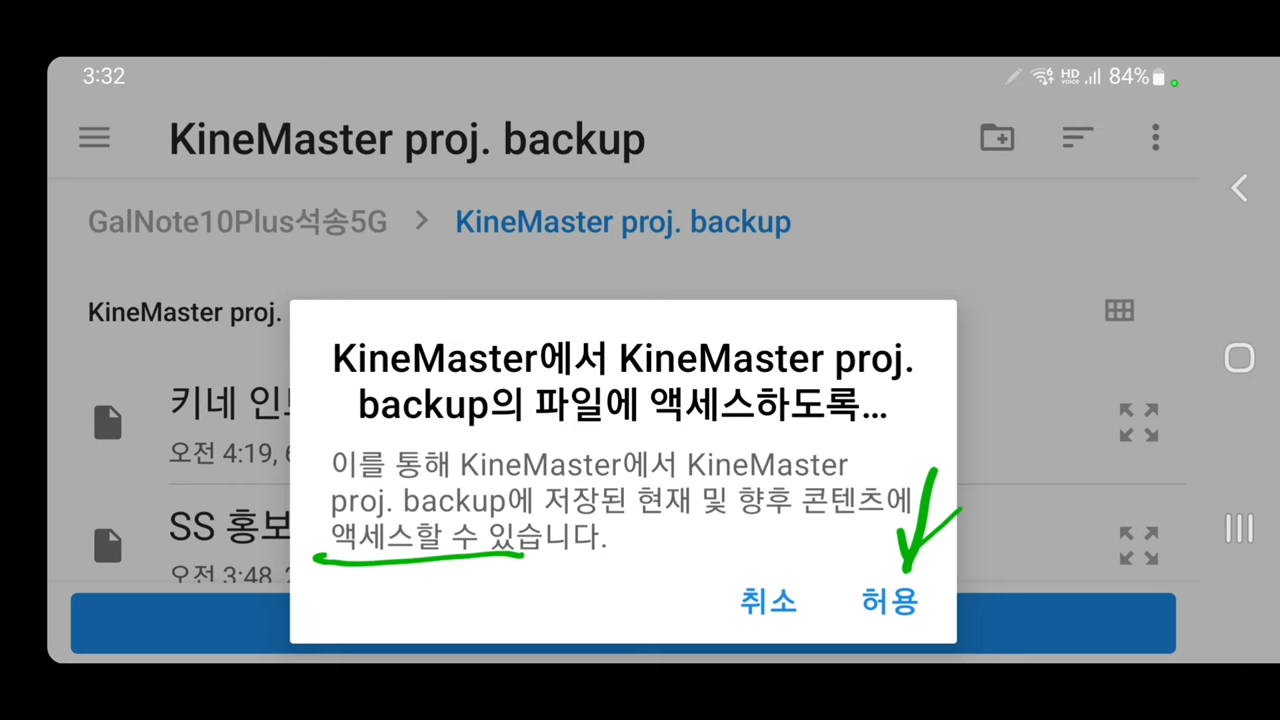 3:32
HD voice 84%
KineMaster proj. backup
GalNote10Plus석송5G > KineMaster proj. backup
KineMaster proj.
키네
오전 4:19,
SS 홍보
오전 3:48,
KineMaster에서 KineMaster proj.
backup의 파일에 액세스하도록...
이를 통해 KineMaster에서 KineMaster
proj. backup에 저장된 현재 및 향후 콘텐츠에
액세스할 수 있습니다.
취소 허용